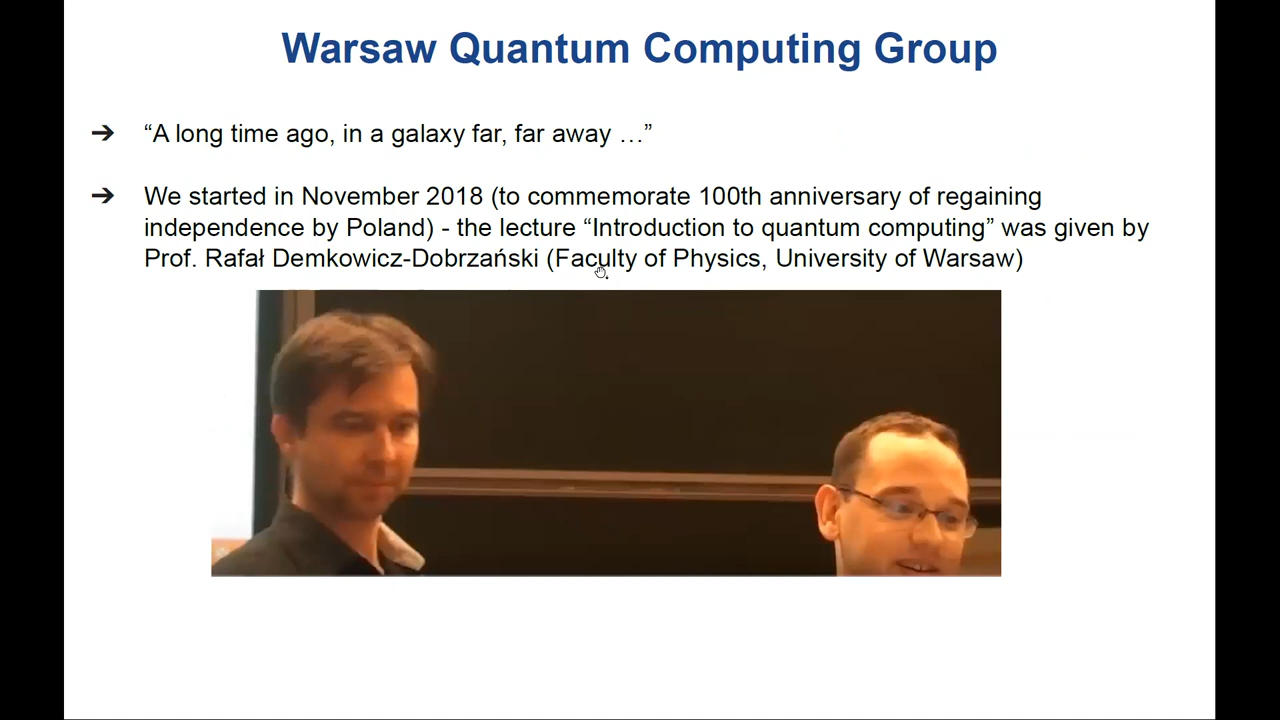 Warsaw Quantum Computing Group
➔ “A long time ago, in a galaxy far, far away …”
➔ We started in November 2018 (to commemorate 100th anniversary of regaining
independence by Poland) - the lecture “Introduction to quantum computing” was given by
Prof. Rafał Demkowicz-Dobrzański (Faculty of Physics, University of Warsaw)